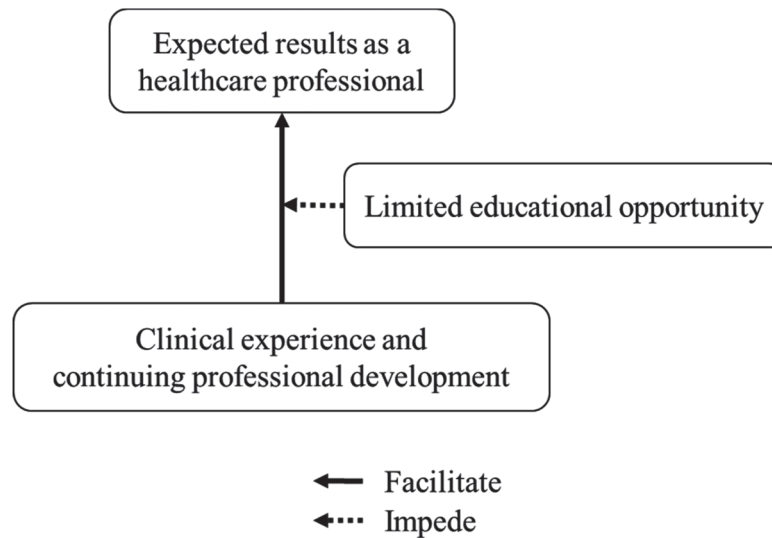 Expected results as a
healthcare professional
Limited educational opportunity
Clinical experience and
continuing professional development
Facilitate
Impede